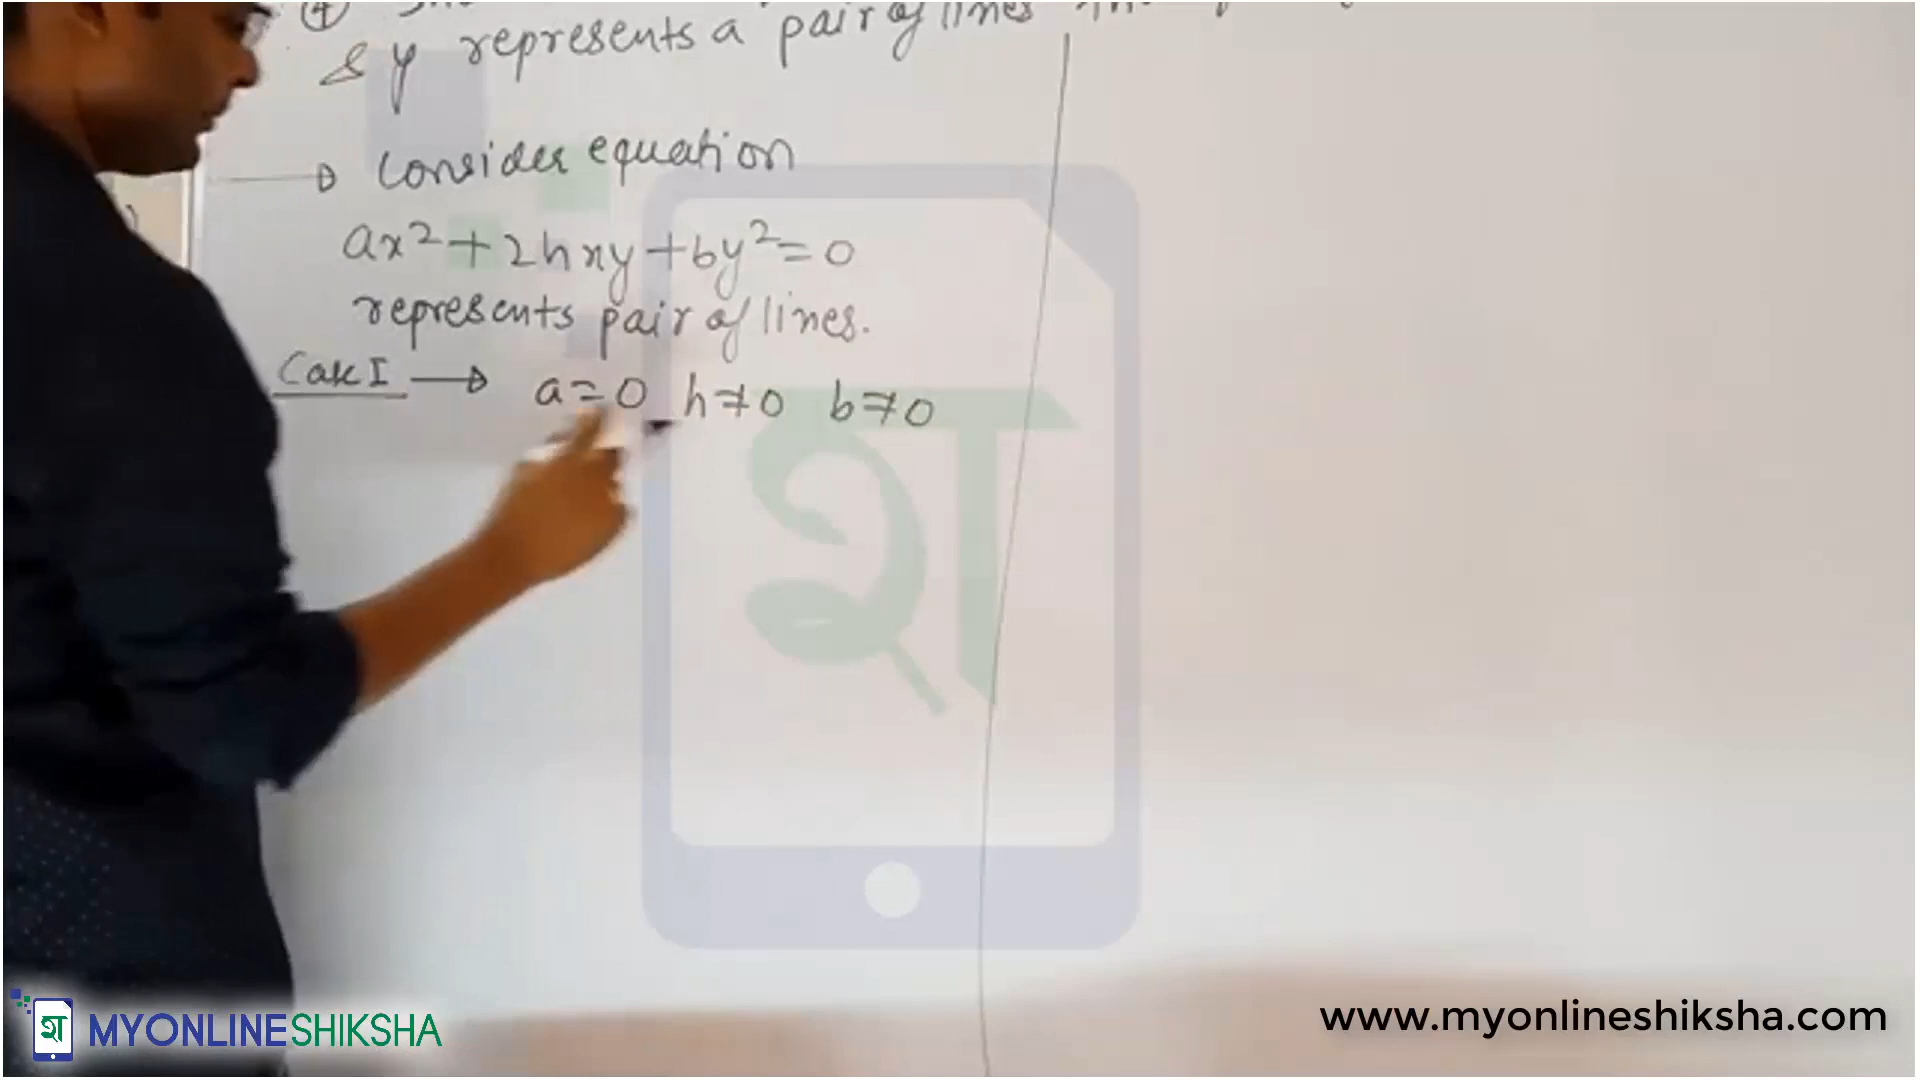 ④
& y represents a pair of lines
→ Consider equation
ax² + 2hxy + by² = 0
represents pair of lines.
Case I → a = 0 h ≠ 0 b ≠ 0
श
श MYONLINESHIKSHA
www.myonlineshiksha.com